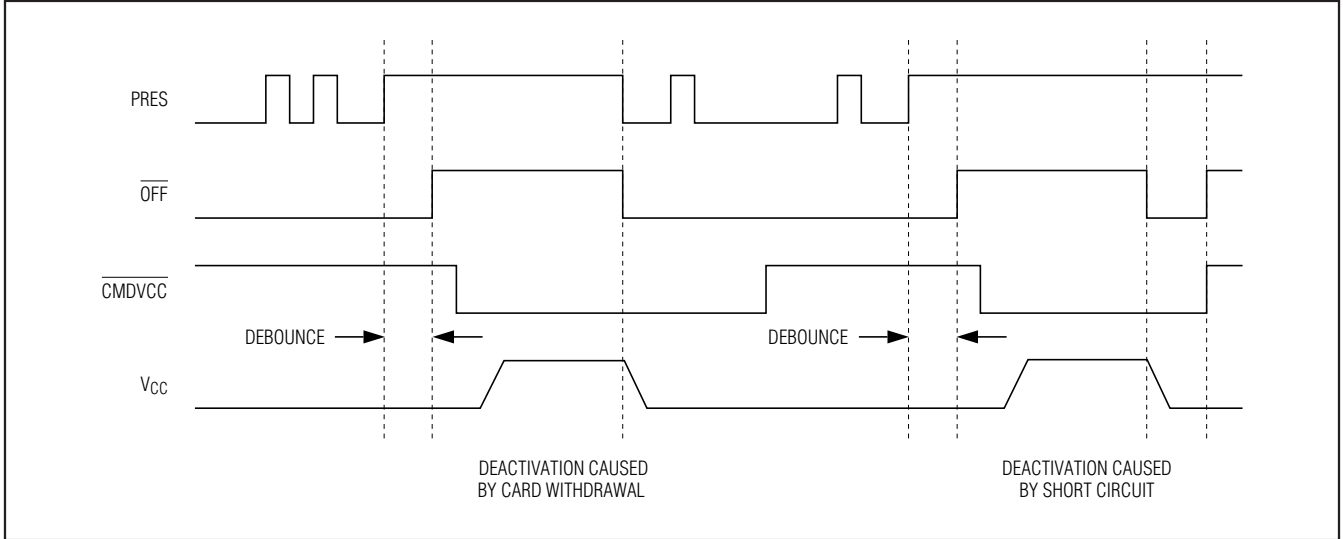 PRES
OFF
CMDVCC
DEBOUNCE
DEBOUNCE
VCC
DEACTIVATION CAUSED
BY CARD WITHDRAWAL
DEACTIVATION CAUSED
BY SHORT CIRCUIT